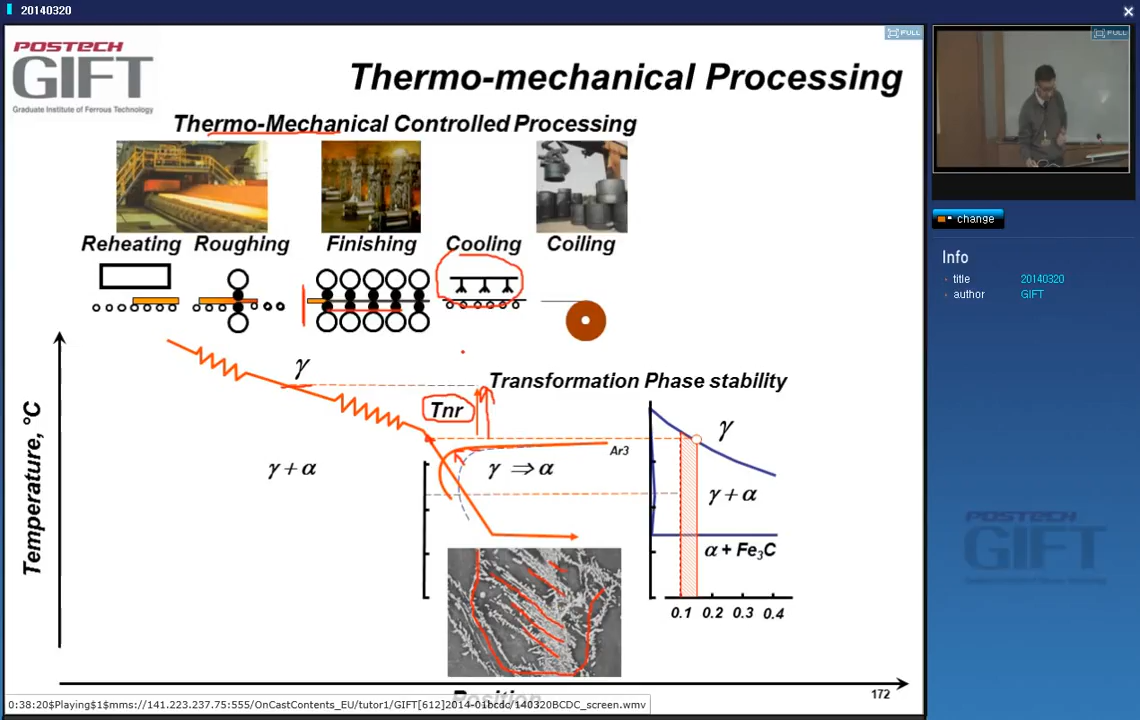 20140320
POSTECH
GIFT
Graduate Institute of Ferrous Technology
FULL
FULL
Thermo-mechanical Processing
Thermo-Mechanical Controlled Processing
Reheating Roughing Finishing Cooling Coiling
change
Info
title 20140320
author GIFT
γ
Transformation Phase stability
Tnr
γ
Ar3
γ + α
γ ⇒ α
γ + α
α + Fe3C
Temperature, °C
0.1 0.2 0.3 0.4
POSTECH
GIFT
172
Position
0:38:20$Playing$1$mms://141.223.237.75:555/OnCastContents_EU/tutor1/GIFT[612]2014-01bcdc/140320BCDC_screen.wmv